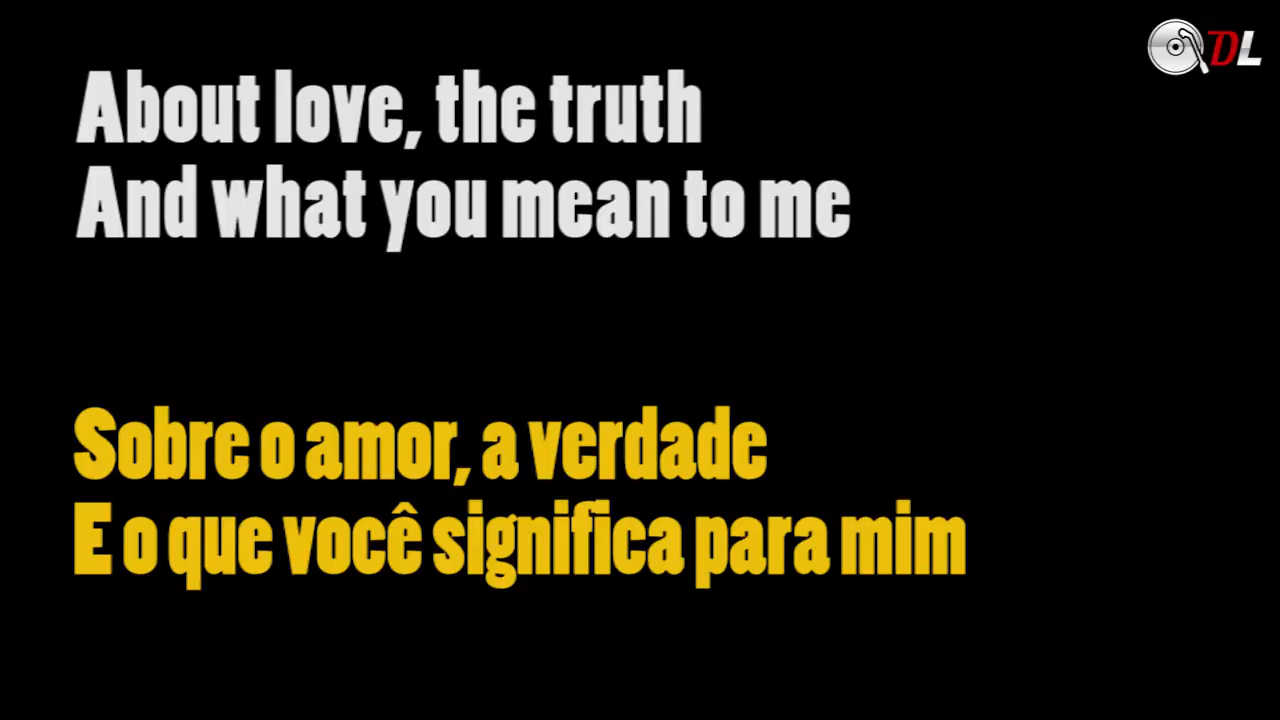 DL
About love, the truth
And what you mean to me
Sobre o amor, a verdade
E o que você significa para mim